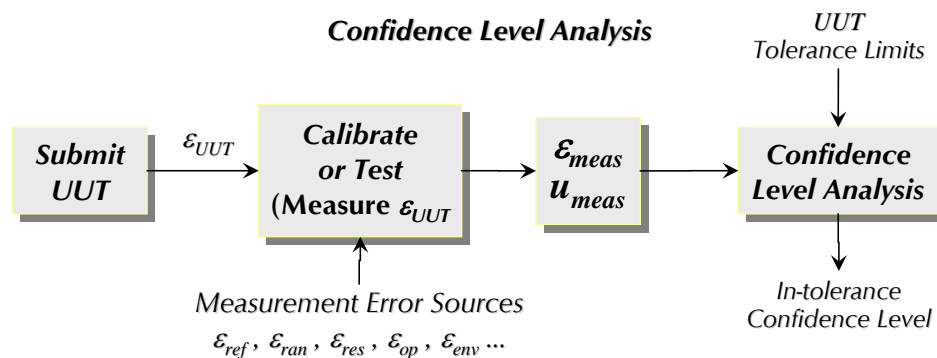 Confidence Level Analysis
UUT
Tolerance Limits
Submit
UUT
εUUT
Calibrate
or Test
(Measure εUUT
εmeas
umeas
Confidence
Level Analysis
Measurement Error Sources
εref , εran , εres , εop , εenv ...
In-tolerance
Confidence Level